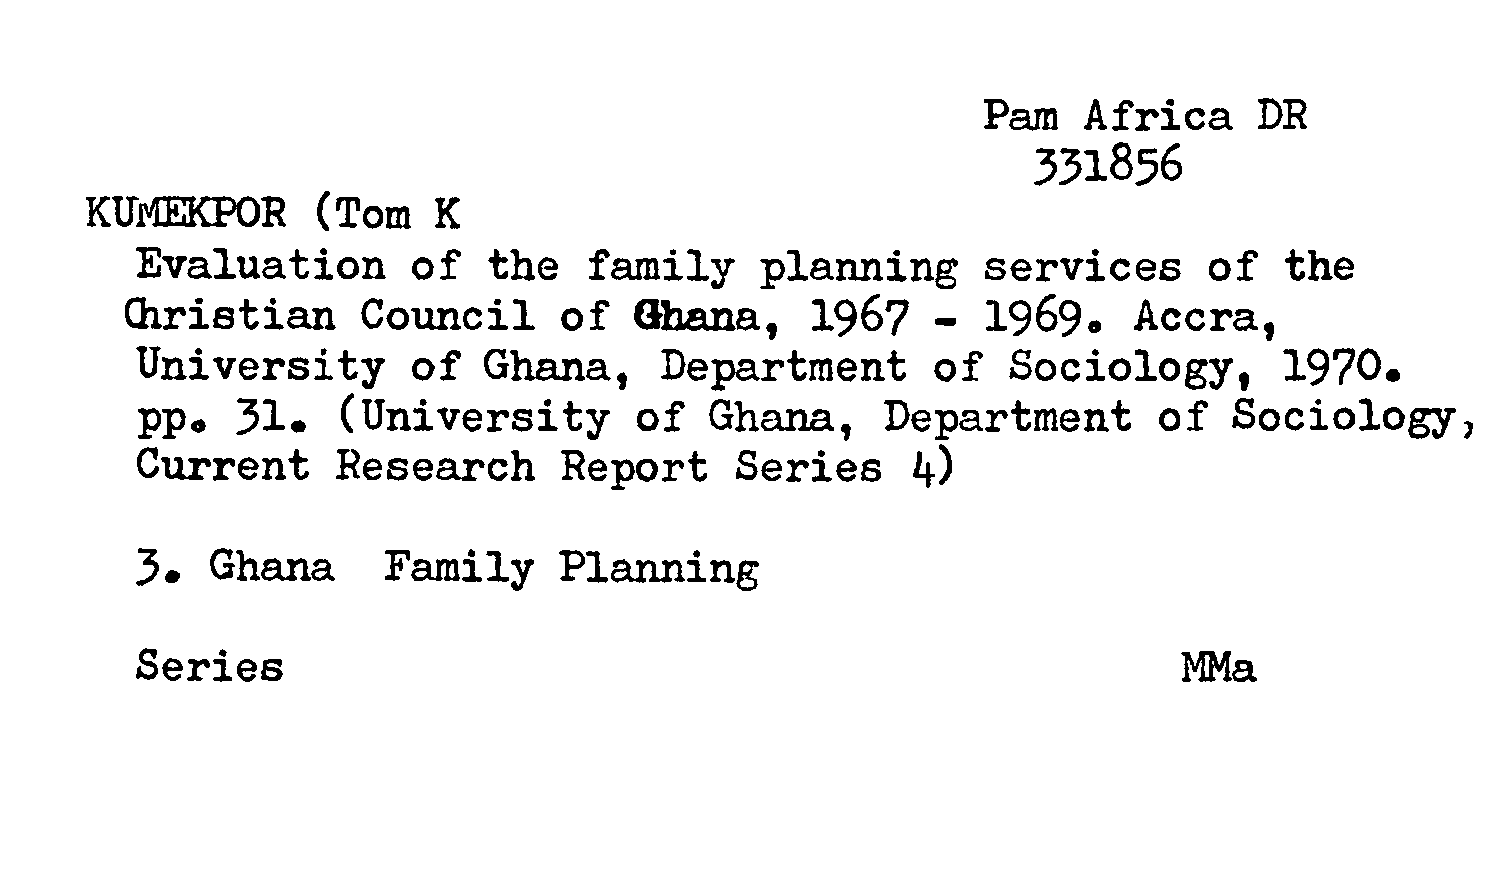 Pam Africa DR
331856
KUMEKPOR (Tom K
Evaluation of the family planning services of the
Christian Council of Ghana, 1967 - 1969. Accra,
University of Ghana, Department of Sociology, 1970.
pp. 31. (University of Ghana, Department of Sociology,
Current Research Report Series 4)
3. Ghana Family Planning
Series MMa